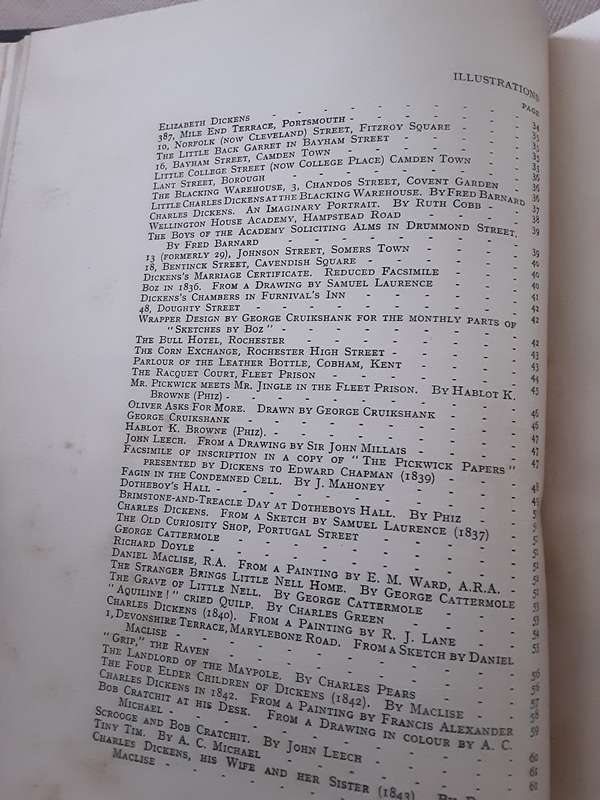 ILLUSTRATIONS
PAGE
ELIZABETH DICKENS - - - - - - - - 34
387, MILE END TERRACE, PORTSMOUTH - - - - - - 35
10, NORFOLK (NOW CLEVELAND) STREET, FITZROY SQUARE - - - 35
THE LITTLE BACK GARRET IN BAYHAM STREET - - - - 35
16, BAYHAM STREET, CAMDEN TOWN - - - - - 35
LITTLE COLLEGE STREET (NOW COLLEGE PLACE) CAMDEN TOWN - - 36
LANT STREET, BOROUGH - - - - - - - 36
THE BLACKING WAREHOUSE, 3, CHANDOS STREET, COVENT GARDEN - 36
LITTLE CHARLES DICKENS AT THE BLACKING WAREHOUSE. BY FRED BARNARD 37
CHARLES DICKENS. AN IMAGINARY PORTRAIT. BY RUTH COBB - - 38
WELLINGTON HOUSE ACADEMY, HAMPSTEAD ROAD - - - 39
THE BOYS OF THE ACADEMY SOLICITING ALMS IN DRUMMOND STREET.
BY FRED BARNARD - - - - - - - 39
13 (FORMERLY 29), JOHNSON STREET, SOMERS TOWN - - - 40
18, BENTINCK STREET, CAVENDISH SQUARE - - - - 40
DICKENS'S MARRIAGE CERTIFICATE. REDUCED FACSIMILE - - - 40
BOZ IN 1836. FROM A DRAWING BY SAMUEL LAURENCE - - - 41
DICKENS'S CHAMBERS IN FURNIVAL'S INN - - - - - 42
48, DOUGHTY STREET - - - - - - - 42
WRAPPER DESIGN BY GEORGE CRUIKSHANK FOR THE MONTHLY PARTS OF
"SKETCHES BY BOZ" - - - - - - - 42
THE BULL HOTEL, ROCHESTER - - - - - - 43
THE CORN EXCHANGE, ROCHESTER HIGH STREET - - - - 43
PARLOUR OF THE LEATHER BOTTLE, COBHAM, KENT - - - 44
THE RACQUET COURT, FLEET PRISON - - - - - 45
MR. PICKWICK MEETS MR. JINGLE IN THE FLEET PRISON. BY HABLOT K.
BROWNE (PHIZ) - - - - - - - - 46
OLIVER ASKS FOR MORE. DRAWN BY GEORGE CRUIKSHANK - - 46
GEORGE CRUIKSHANK - - - - - - - 47
HABLOT K. BROWNE (PHIZ). - - - - - - 47
JOHN LEECH. FROM A DRAWING BY SIR JOHN MILLAIS - - - 47
FACSIMILE OF INSCRIPTION IN A COPY OF "THE PICKWICK PAPERS"
PRESENTED BY DICKENS TO EDWARD CHAPMAN (1839) - - - 48
FAGIN IN THE CONDEMNED CELL. BY J. MAHONEY - - - 49
DOTHEBOY'S HALL - - - - - - -
BRIMSTONE-AND-TREACLE DAY AT DOTHEBOYS HALL. BY PHIZ - -
CHARLES DICKENS. FROM A SKETCH BY SAMUEL LAURENCE (1837) -
THE OLD CURIOSITY SHOP, PORTUGAL STREET - - - -
GEORGE CATTERMOLE - - - - - - -
RICHARD DOYLE - - - - - - - -
DANIEL MACLISE, R.A. FROM A PAINTING BY E. M. WARD, A.R.A. -
THE STRANGER BRINGS LITTLE NELL HOME. BY GEORGE CATTERMOLE
THE GRAVE OF LITTLE NELL. BY GEORGE CATTERMOLE - - 53
"AQUILINE!" CRIED QUILP. BY CHARLES GREEN - - - 53
CHARLES DICKENS (1840). FROM A PAINTING BY R. J. LANE - - 54
1, DEVONSHIRE TERRACE, MARYLEBONE ROAD. FROM A SKETCH BY DANIEL
MACLISE - - - - - - - - 55
"GRIP," THE RAVEN - - - - - - - 56
THE LANDLORD OF THE MAYPOLE. BY CHARLES PEARS - - - 56
THE FOUR ELDER CHILDREN OF DICKENS (1842). BY MACLISE - - 57
CHARLES DICKENS IN 1842. FROM A PAINTING BY FRANCIS ALEXANDER 58
BOB CRATCHIT AT HIS DESK. FROM A DRAWING IN COLOUR BY A. C.
MICHAEL - - - - - - - - 59
SCROOGE AND BOB CRATCHIT. BY JOHN LEECH - - - - 60
TINY TIM. BY A. C. MICHAEL - - - - - - 61
CHARLES DICKENS, HIS WIFE AND HER SISTER (1843). BY
MACLISE - - -